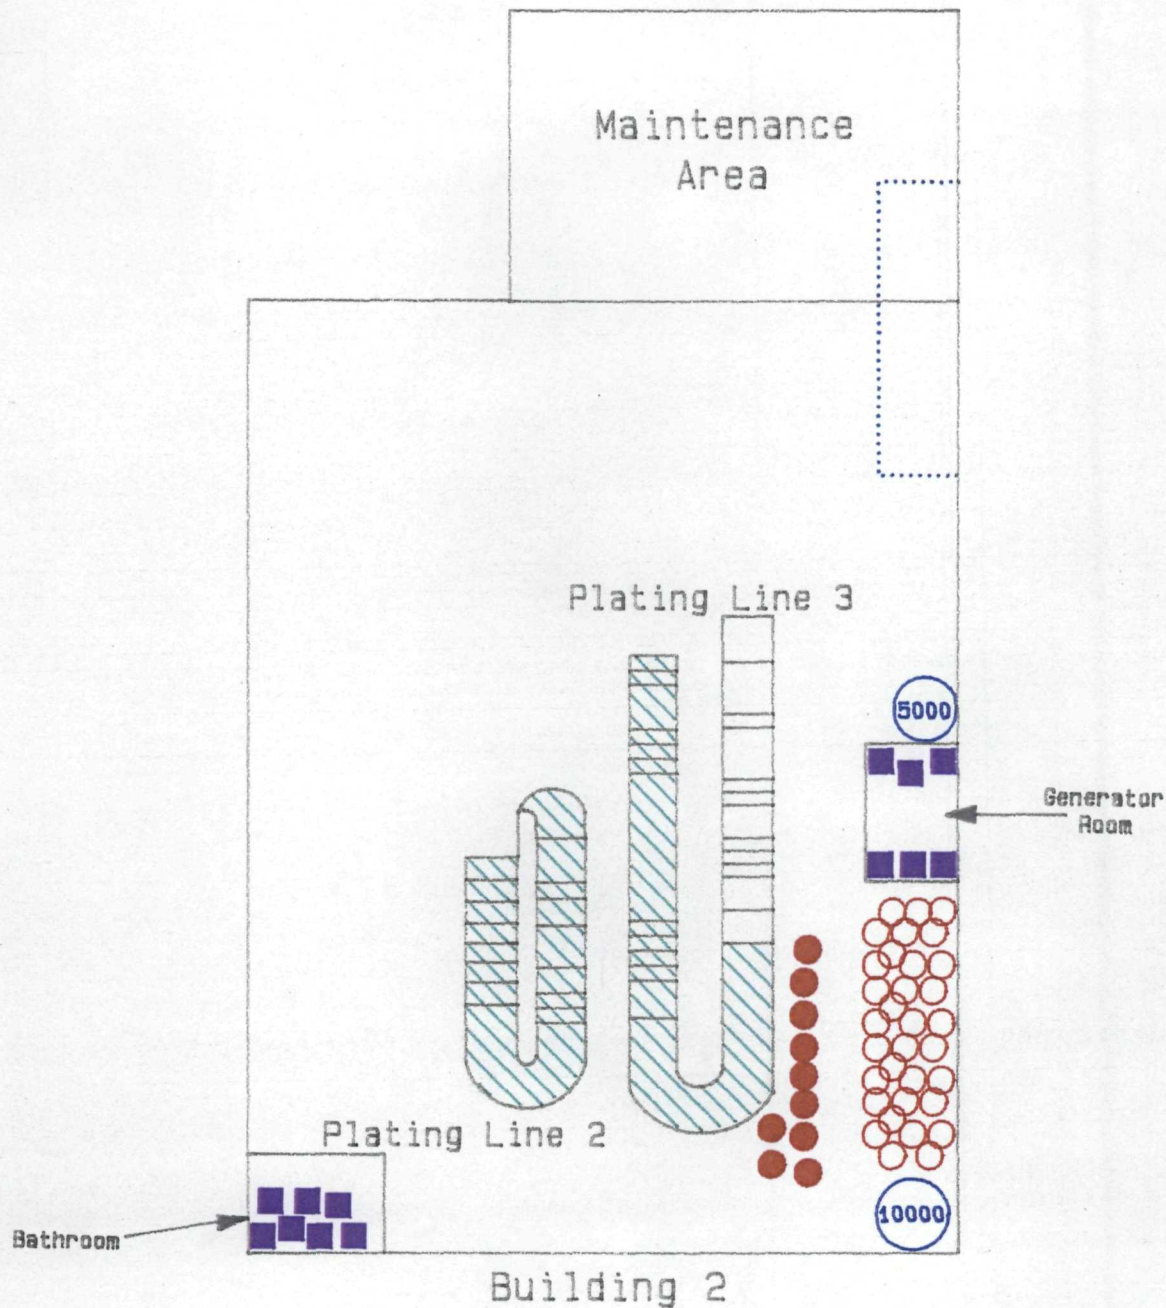 Maintenance
Area
Plating Line 3
5000
Generator
Room
Plating Line 2
Bathroom
10000
Building 2